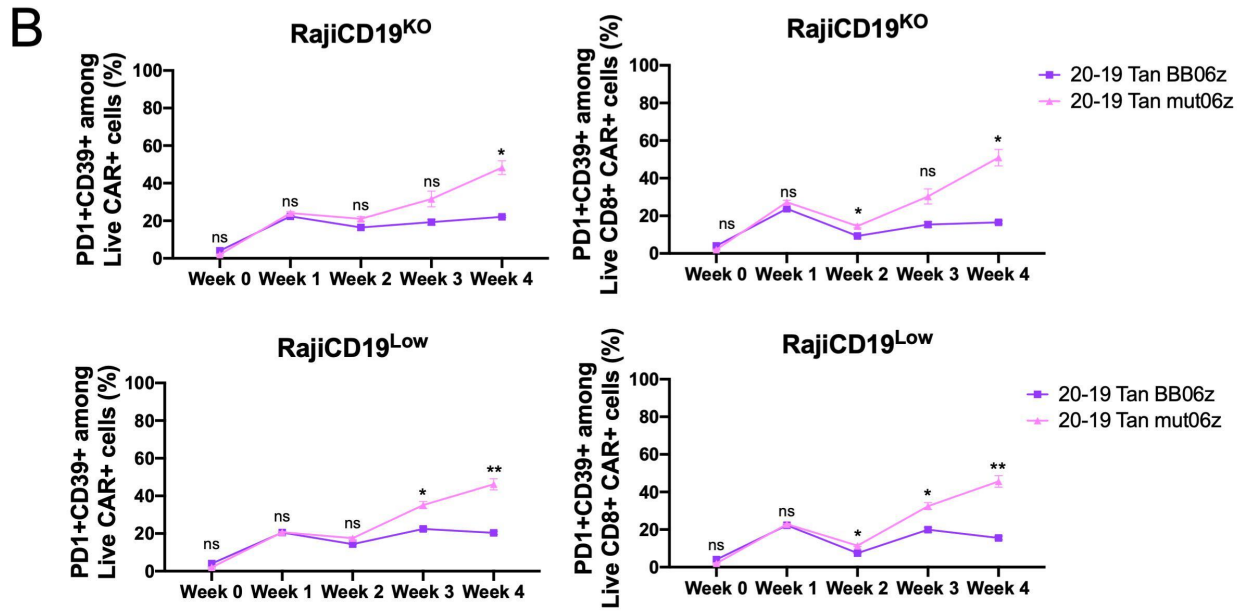 B
RajiCD19KO
PD1+CD39+ among
Live CAR+ cells (%)
100
80
60
40
20
0
ns
ns
ns
ns
*
Week 0 Week 1 Week 2 Week 3 Week 4
RajiCD19KO
PD1+CD39+ among
Live CD8+ CAR+ cells (%)
100
80
60
40
20
0
ns
ns
*
ns
*
Week 0 Week 1 Week 2 Week 3 Week 4
20-19 Tan BB06z
20-19 Tan mut06z
RajiCD19Low
PD1+CD39+ among
Live CAR+ cells (%)
100
80
60
40
20
0
ns
ns
ns
*
**
Week 0 Week 1 Week 2 Week 3 Week 4
RajiCD19Low
PD1+CD39+ among
Live CD8+ CAR+ cells (%)
100
80
60
40
20
0
ns
ns
*
*
**
Week 0 Week 1 Week 2 Week 3 Week 4
20-19 Tan BB06z
20-19 Tan mut06z